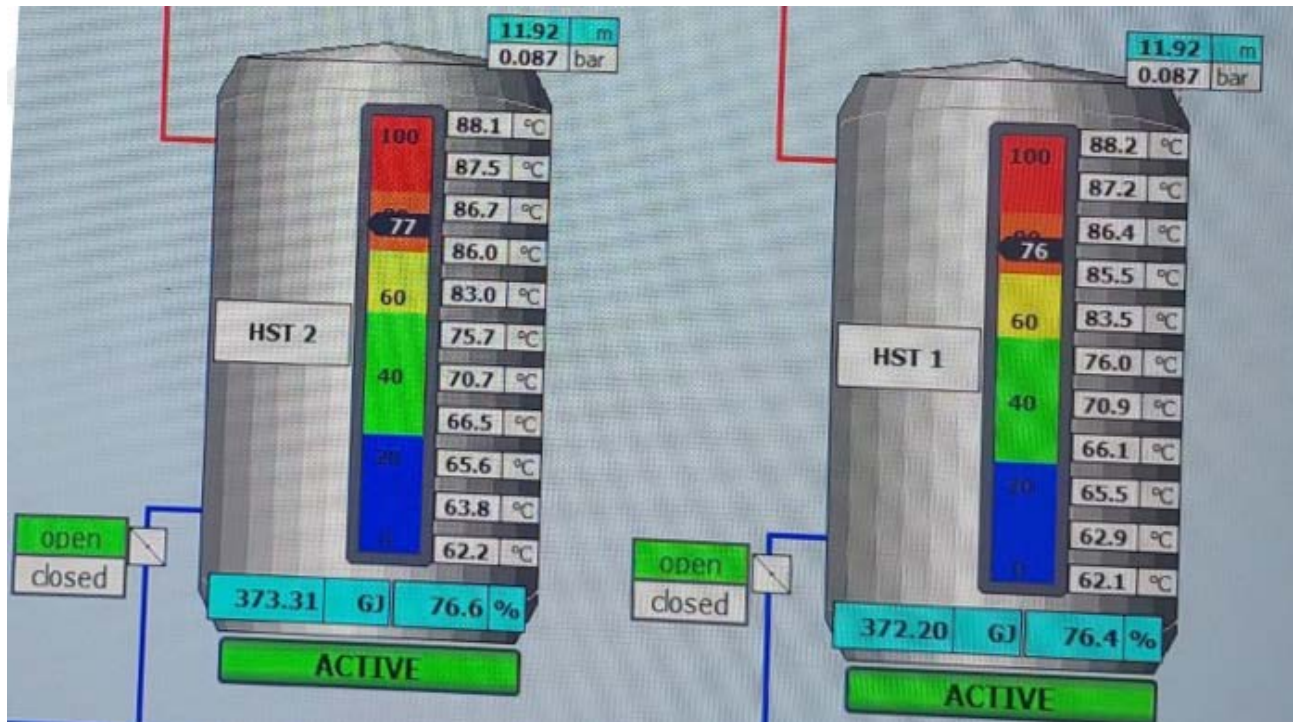 11.92 m
0.087 bar
100
77
60
40
20
0
88.1 °C
87.5 °C
86.7 °C
86.0 °C
83.0 °C
75.7 °C
70.7 °C
66.5 °C
65.6 °C
63.8 °C
62.2 °C
HST 2
open
closed
373.31 GJ 76.6 %
ACTIVE
11.92 m
0.087 bar
100
76
60
40
20
0
88.2 °C
87.2 °C
86.4 °C
85.5 °C
83.5 °C
76.0 °C
70.9 °C
66.1 °C
65.5 °C
62.9 °C
62.1 °C
HST 1
open
closed
372.20 GJ 76.4 %
ACTIVE